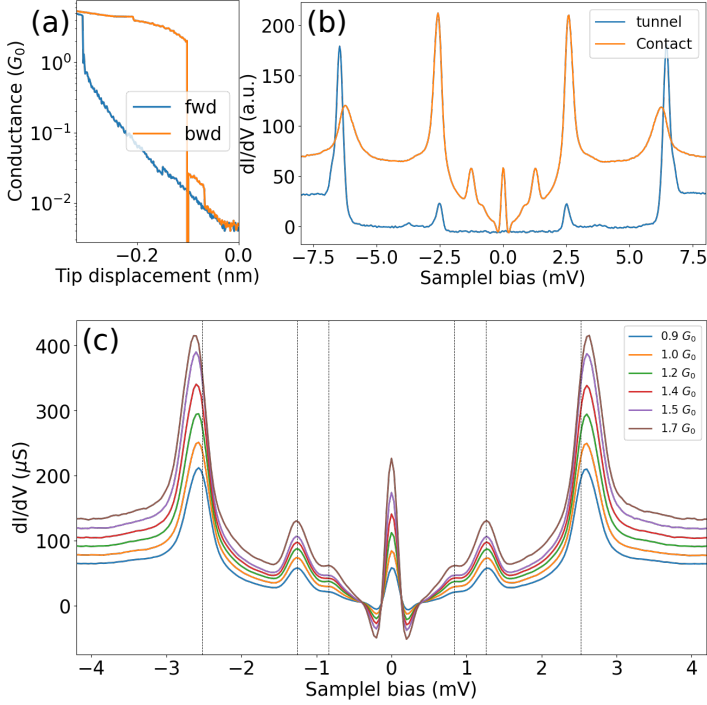 (a)
Conductance (G₀)
10⁰
10⁻¹
10⁻²
fwd
bwd
−0.2
0.0
Tip displacement (nm)
(b)
dI/dV (a.u.)
200
150
100
50
0
tunnel
Contact
−7.5
−5.0
−2.5
0.0
2.5
5.0
7.5
Samplel bias (mV)
(c)
dI/dV (μS)
400
300
200
100
0
0.9 G₀
1.0 G₀
1.2 G₀
1.4 G₀
1.5 G₀
1.7 G₀
−4
−3
−2
−1
0
1
2
3
4
Samplel bias (mV)